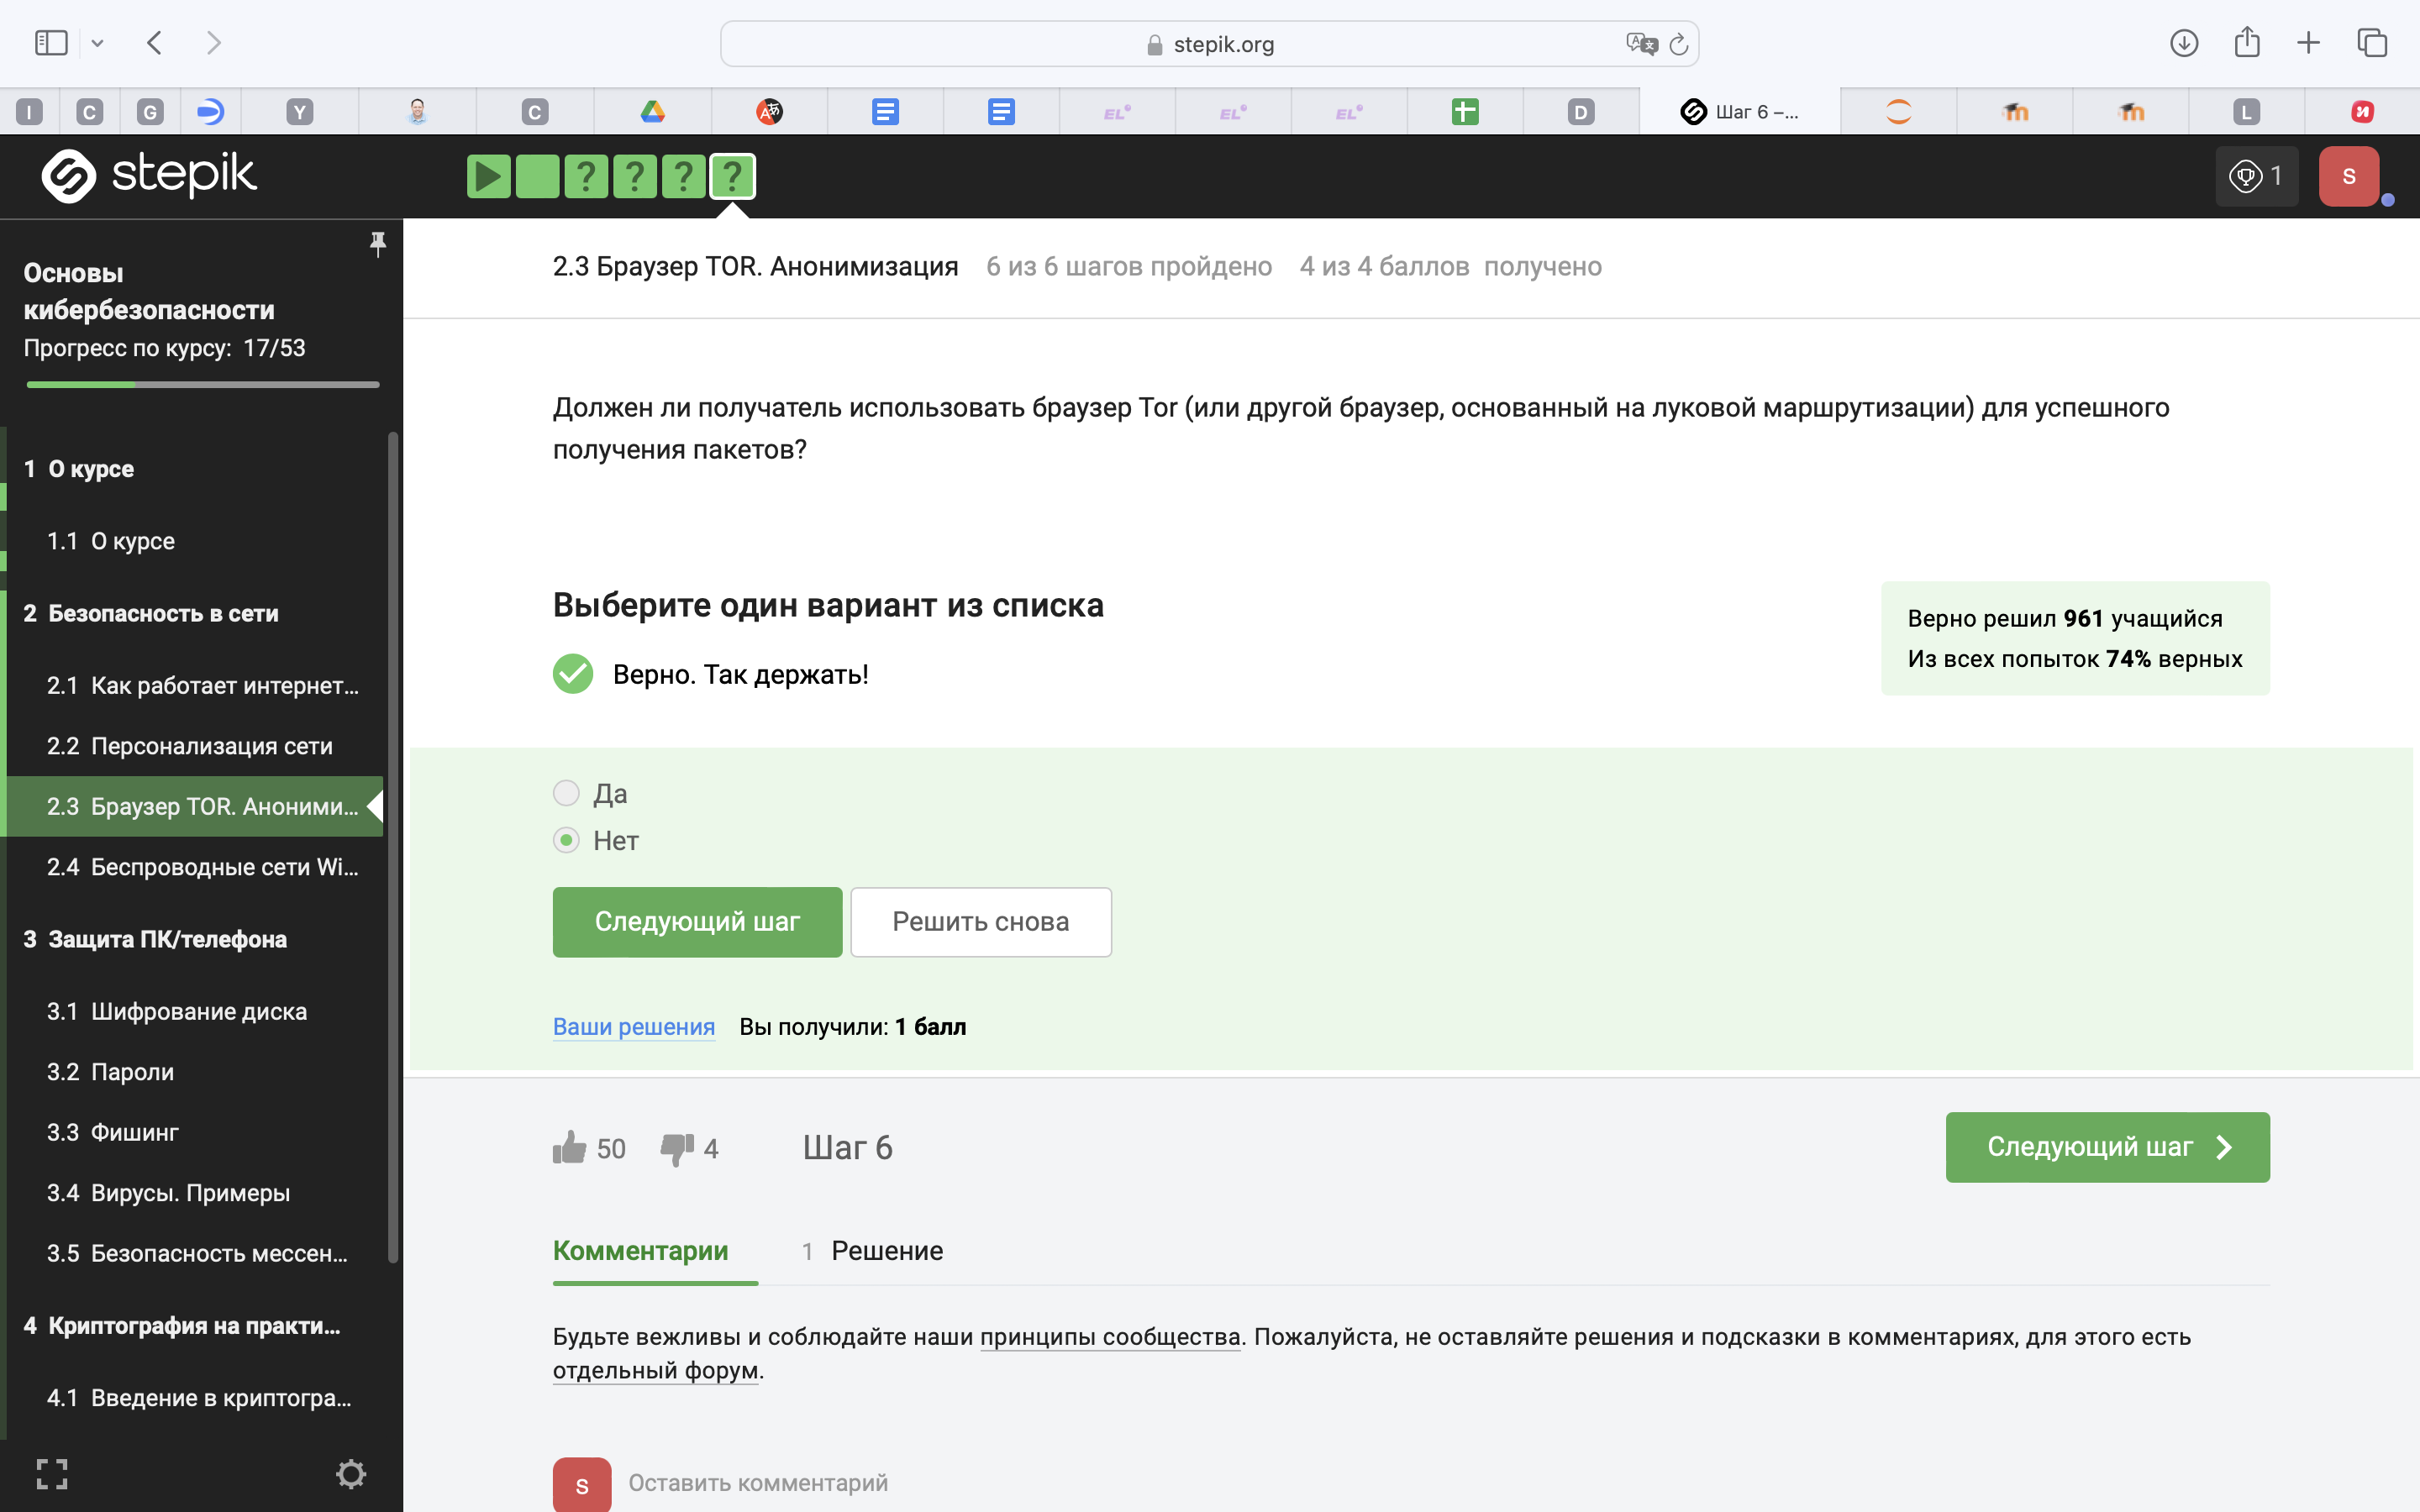 stepik.org
I
C
G
Y
C
EL
EL
EL
D
Шаг 6 –...
L
stepik
? ? ? ?
1
S
Основы
кибербезопасности
Прогресс по курсу: 17/53
1 О курсе
1.1 О курсе
2 Безопасность в сети
2.1 Как работает интернет...
2.2 Персонализация сети
2.3 Браузер TOR. Аноними...
2.4 Беспроводные сети Wi...
3 Защита ПК/телефона
3.1 Шифрование диска
3.2 Пароли
3.3 Фишинг
3.4 Вирусы. Примеры
3.5 Безопасность мессен...
4 Криптография на практи...
4.1 Введение в криптогра...
2.3 Браузер TOR. Анонимизация 6 из 6 шагов пройдено 4 из 4 баллов получено
Должен ли получатель использовать браузер Tor (или другой браузер, основанный на луковой маршрутизации) для успешного
получения пакетов?
Выберите один вариант из списка
Верно. Так держать!
Верно решил 961 учащийся
Из всех попыток 74% верных
Да
Нет
Следующий шаг
Решить снова
Ваши решения Вы получили: 1 балл
50 4 Шаг 6
Следующий шаг
Комментарии 1 Решение
Будьте вежливы и соблюдайте наши принципы сообщества. Пожалуйста, не оставляйте решения и подсказки в комментариях, для этого есть
отдельный форум.
S
Оставить комментарий